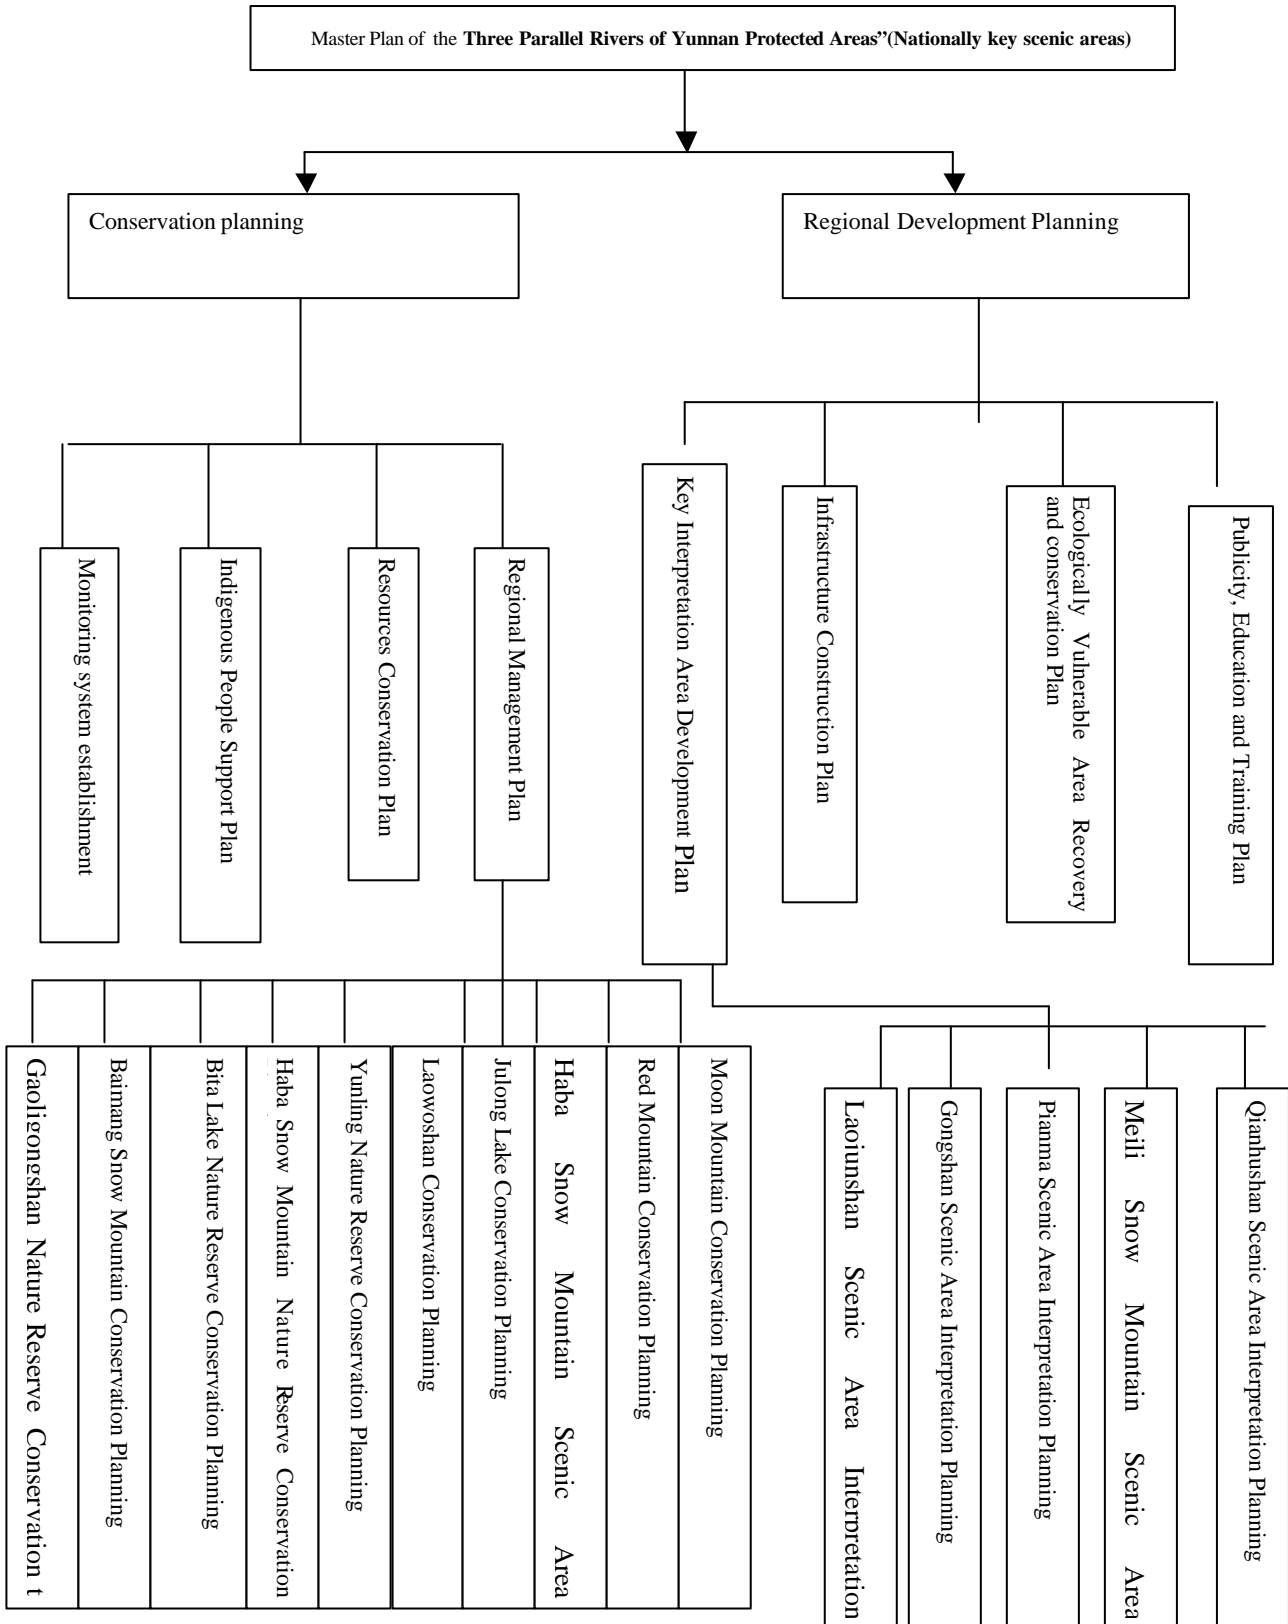 Master Plan of the Three Parallel Rivers of Yunnan Protected Areas”(Nationally key scenic areas)
Conservation planning
Regional Development Planning
Monitoring system establishment
Indigenous People Support Plan
Resources Conservation Plan
Regional Management Plan
Key Interpretation Area Development Plan
Infrastructure Construction Plan
Ecologically Vulnerable Area Recovery
and conservation Plan
Publicity, Education and Training Plan
Gaoligongshan Nature Reserve Conservation t
Baimang Snow Mountain Conservation Planning
Bita Lake Nature Reserve Conservation Planning
Haba Snow Mountain Nature Reserve Conservation
Yunling Nature Reserve Conservation Planning
Laowoshan Conservation Planning
Julong Lake Conservation Planning
Haba Snow Mountain Scenic Area
Red Mountain Conservation Planning
Moon Mountain Conservation Planning
Laojunshan Scenic Area Interpretation
Gongshan Scenic Area Interpretation Planning
Pianma Scenic Area Interpretation Planning
Meili Snow Mountain Scenic Area
Qianhushan Scenic Area Interpretation Planning